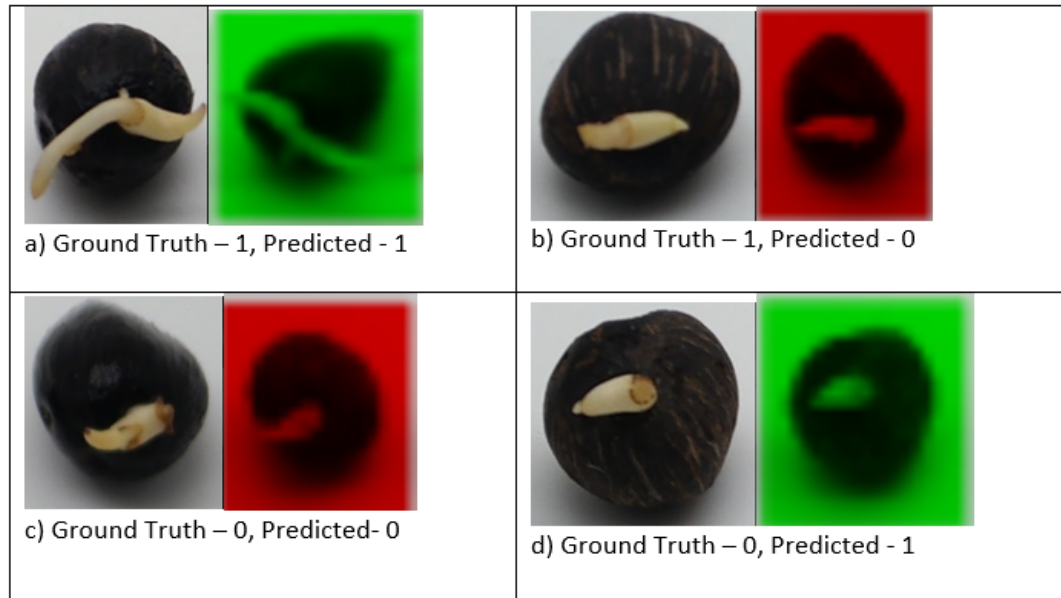 a) Ground Truth – 1, Predicted - 1
b) Ground Truth – 1, Predicted - 0
c) Ground Truth – 0, Predicted- 0
d) Ground Truth – 0, Predicted - 1